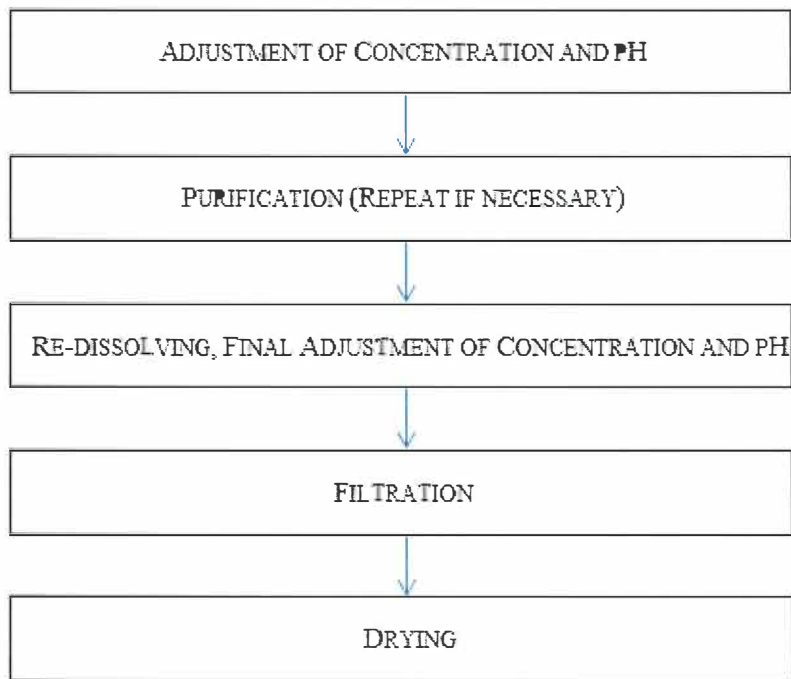 ADJUSTMENT OF CONCENTRATION AND PH
PURIFICATION (REPEAT IF NECESSARY)
RE-DISSOLVING, FINAL ADJUSTMENT OF CONCENTRATION AND PH
FILTRATION
DRYING